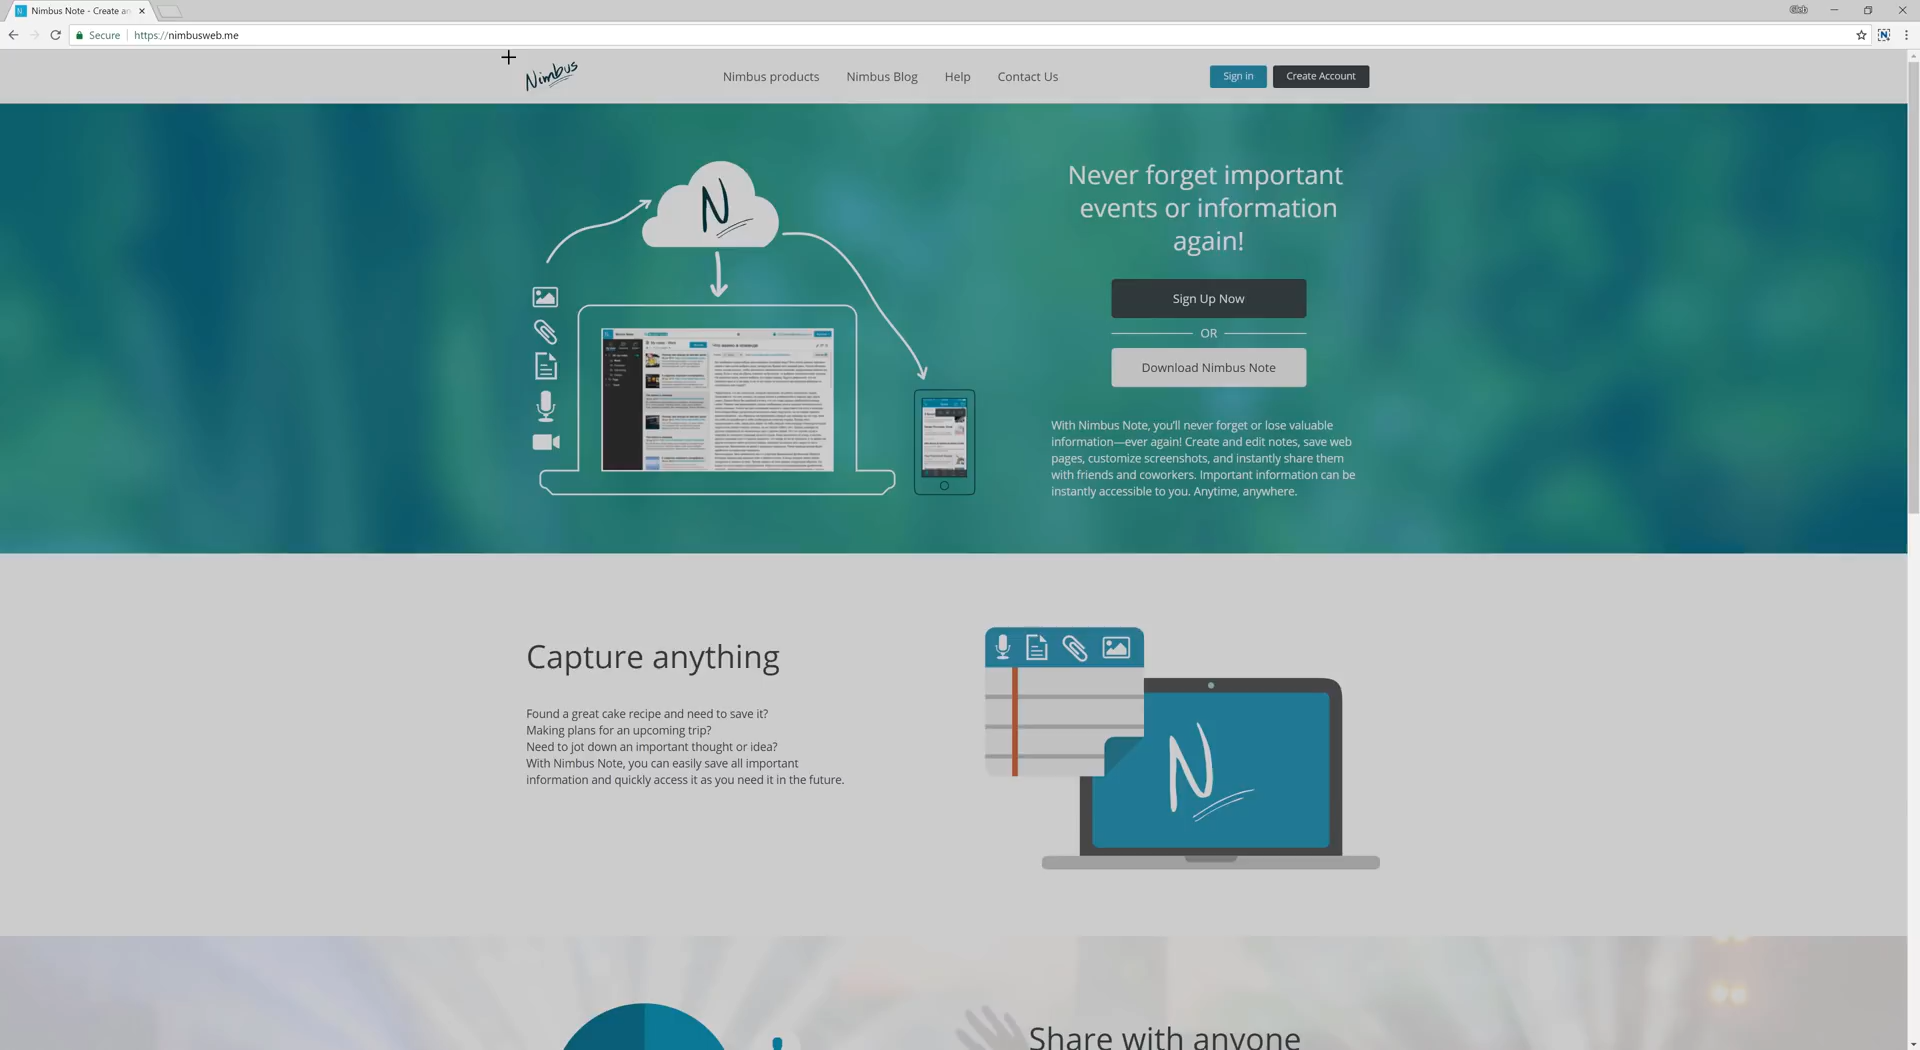 Nimbus Note - Create an
Gleb
Secure
https://nimbusweb.me
Nimbus
Nimbus products
Nimbus Blog
Help
Contact Us
Sign in
Create Account
N
Never forget important
events or information
again!
Sign Up Now
OR
Download Nimbus Note
With Nimbus Note, you'll never forget or lose valuable
information—ever again! Create and edit notes, save web
pages, customize screenshots, and instantly share them
with friends and coworkers. Important information can be
instantly accessible to you. Anytime, anywhere.
Capture anything
Found a great cake recipe and need to save it?
Making plans for an upcoming trip?
Need to jot down an important thought or idea?
With Nimbus Note, you can easily save all important
information and quickly access it as you need it in the future.
N
Share with anyone